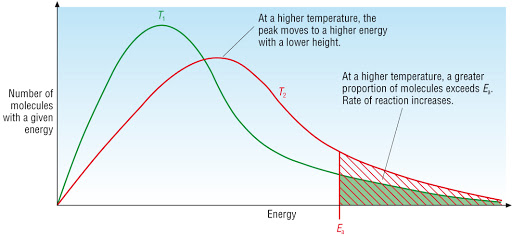 T₁
At a higher temperature, the
peak moves to a higher energy
with a lower height.
At a higher temperature, a greater
proportion of molecules exceeds Eₐ.
Rate of reaction increases.
T₂
Number of
molecules
with a given
energy
Energy
Eₐ